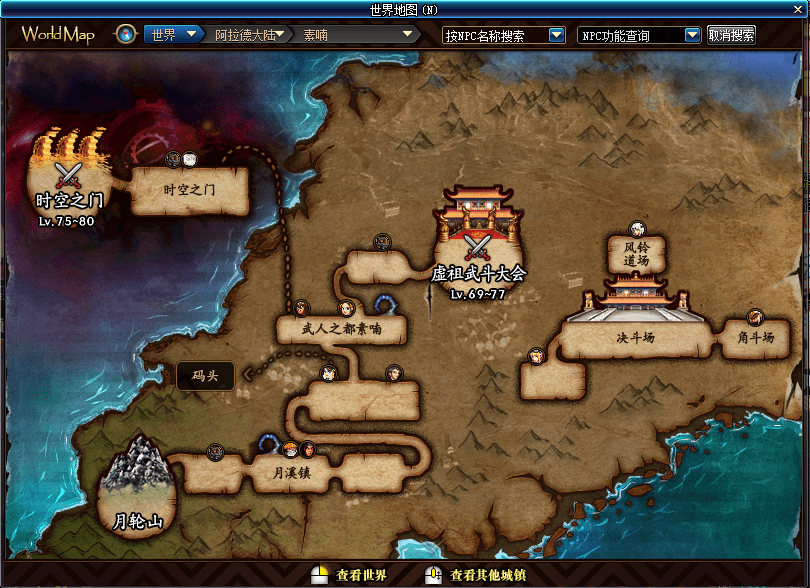 世界地图 (N)
WorldMap
世界
阿拉德大陆
素喃
按NPC名称搜索
NPC功能查询
取消搜索
时空之门
时空之门
Lv.75~80
虚祖武斗大会
Lv.69~77
风铃
道场
武人之都素喃
决斗场
角斗场
码头
月溪镇
月轮山
查看世界
查看其他城镇